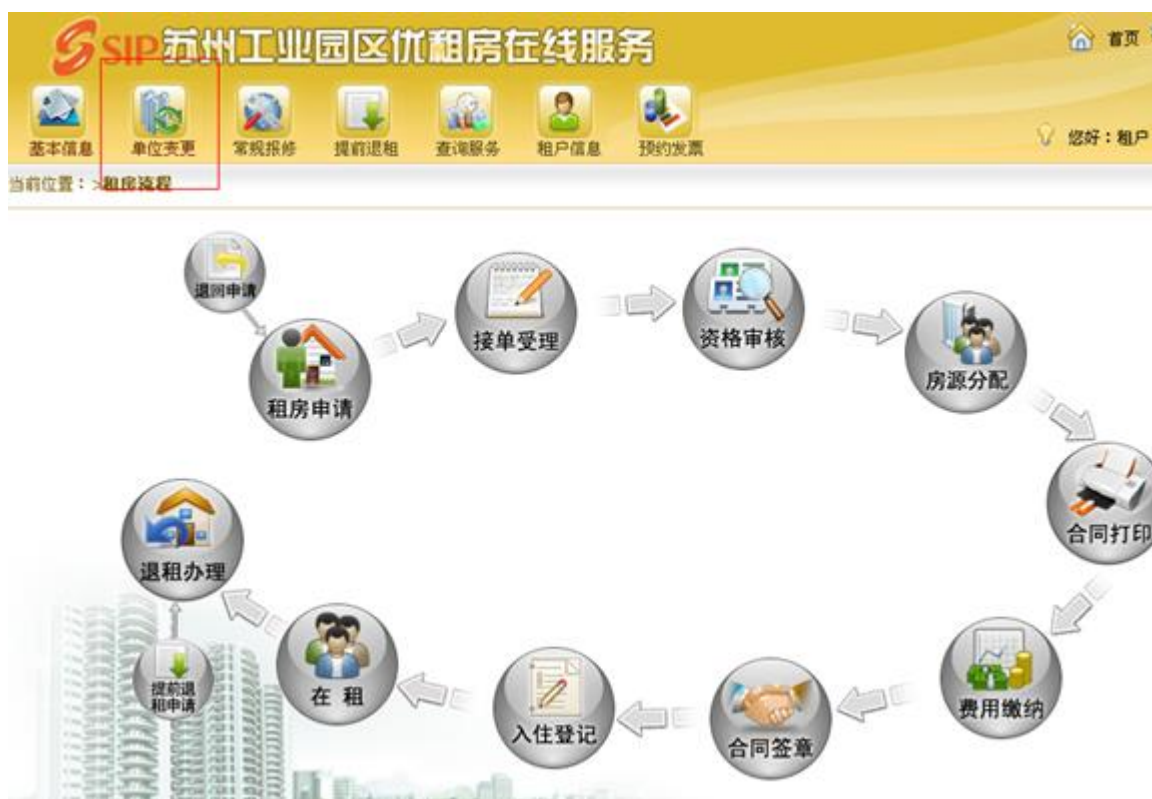 SIP苏州工业园区优租房在线服务
首页
基本信息 单位变更 常规报修 提前退租 查询服务 租户信息 预约发票
您好：租户
当前位置：>租房流程
退回申请
租房申请
接单受理
资格审核
房源分配
合同打印
费用缴纳
合同签章
入住登记
在 租
退租办理
提前退
租申请